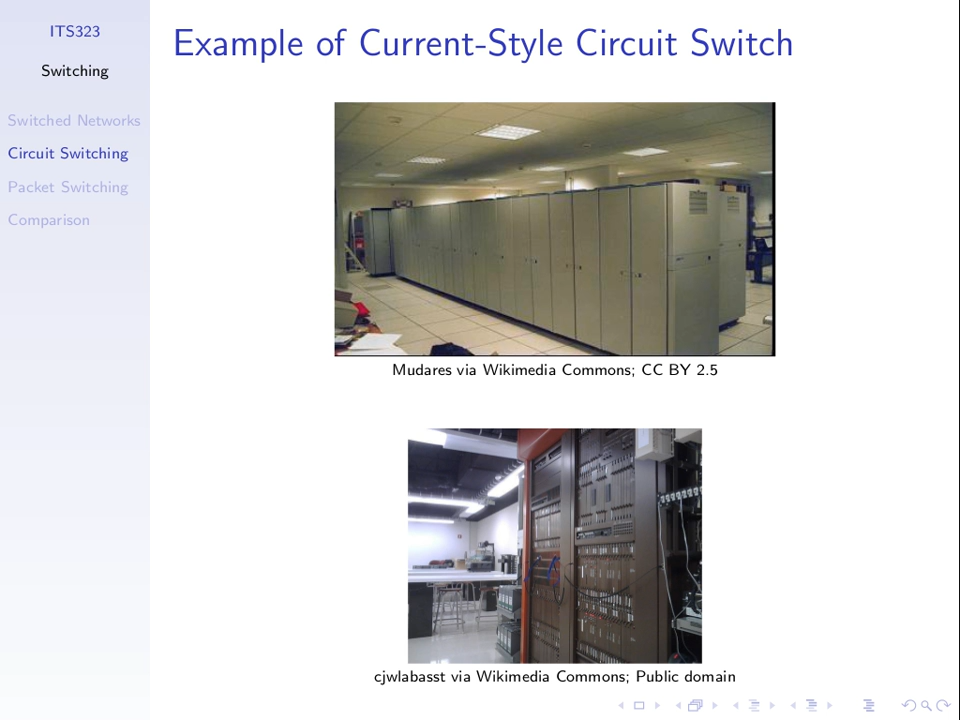 ITS323
Switching
Switched Networks
Circuit Switching
Packet Switching
Comparison
Example of Current-Style Circuit Switch
Mudares via Wikimedia Commons; CC BY 2.5
cjwlabasst via Wikimedia Commons; Public domain